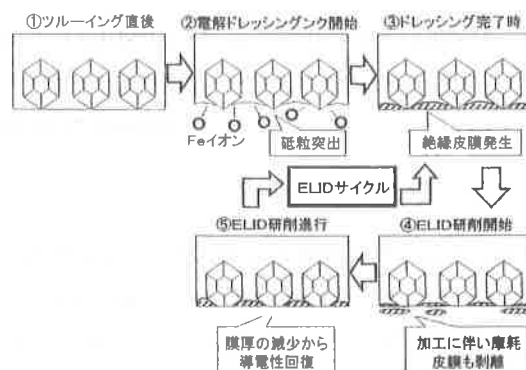 ①ツルーイング直後
②電解ドレッシングンク開始
③ドレッシング完了時
Feイオン
砥粒突出
絶縁皮膜発生
ELIDサイクル
⑤ELID研削進行
④ELID研削開始
膜厚の減少から
導電性回復
加工に伴い摩耗
皮膜も剥離